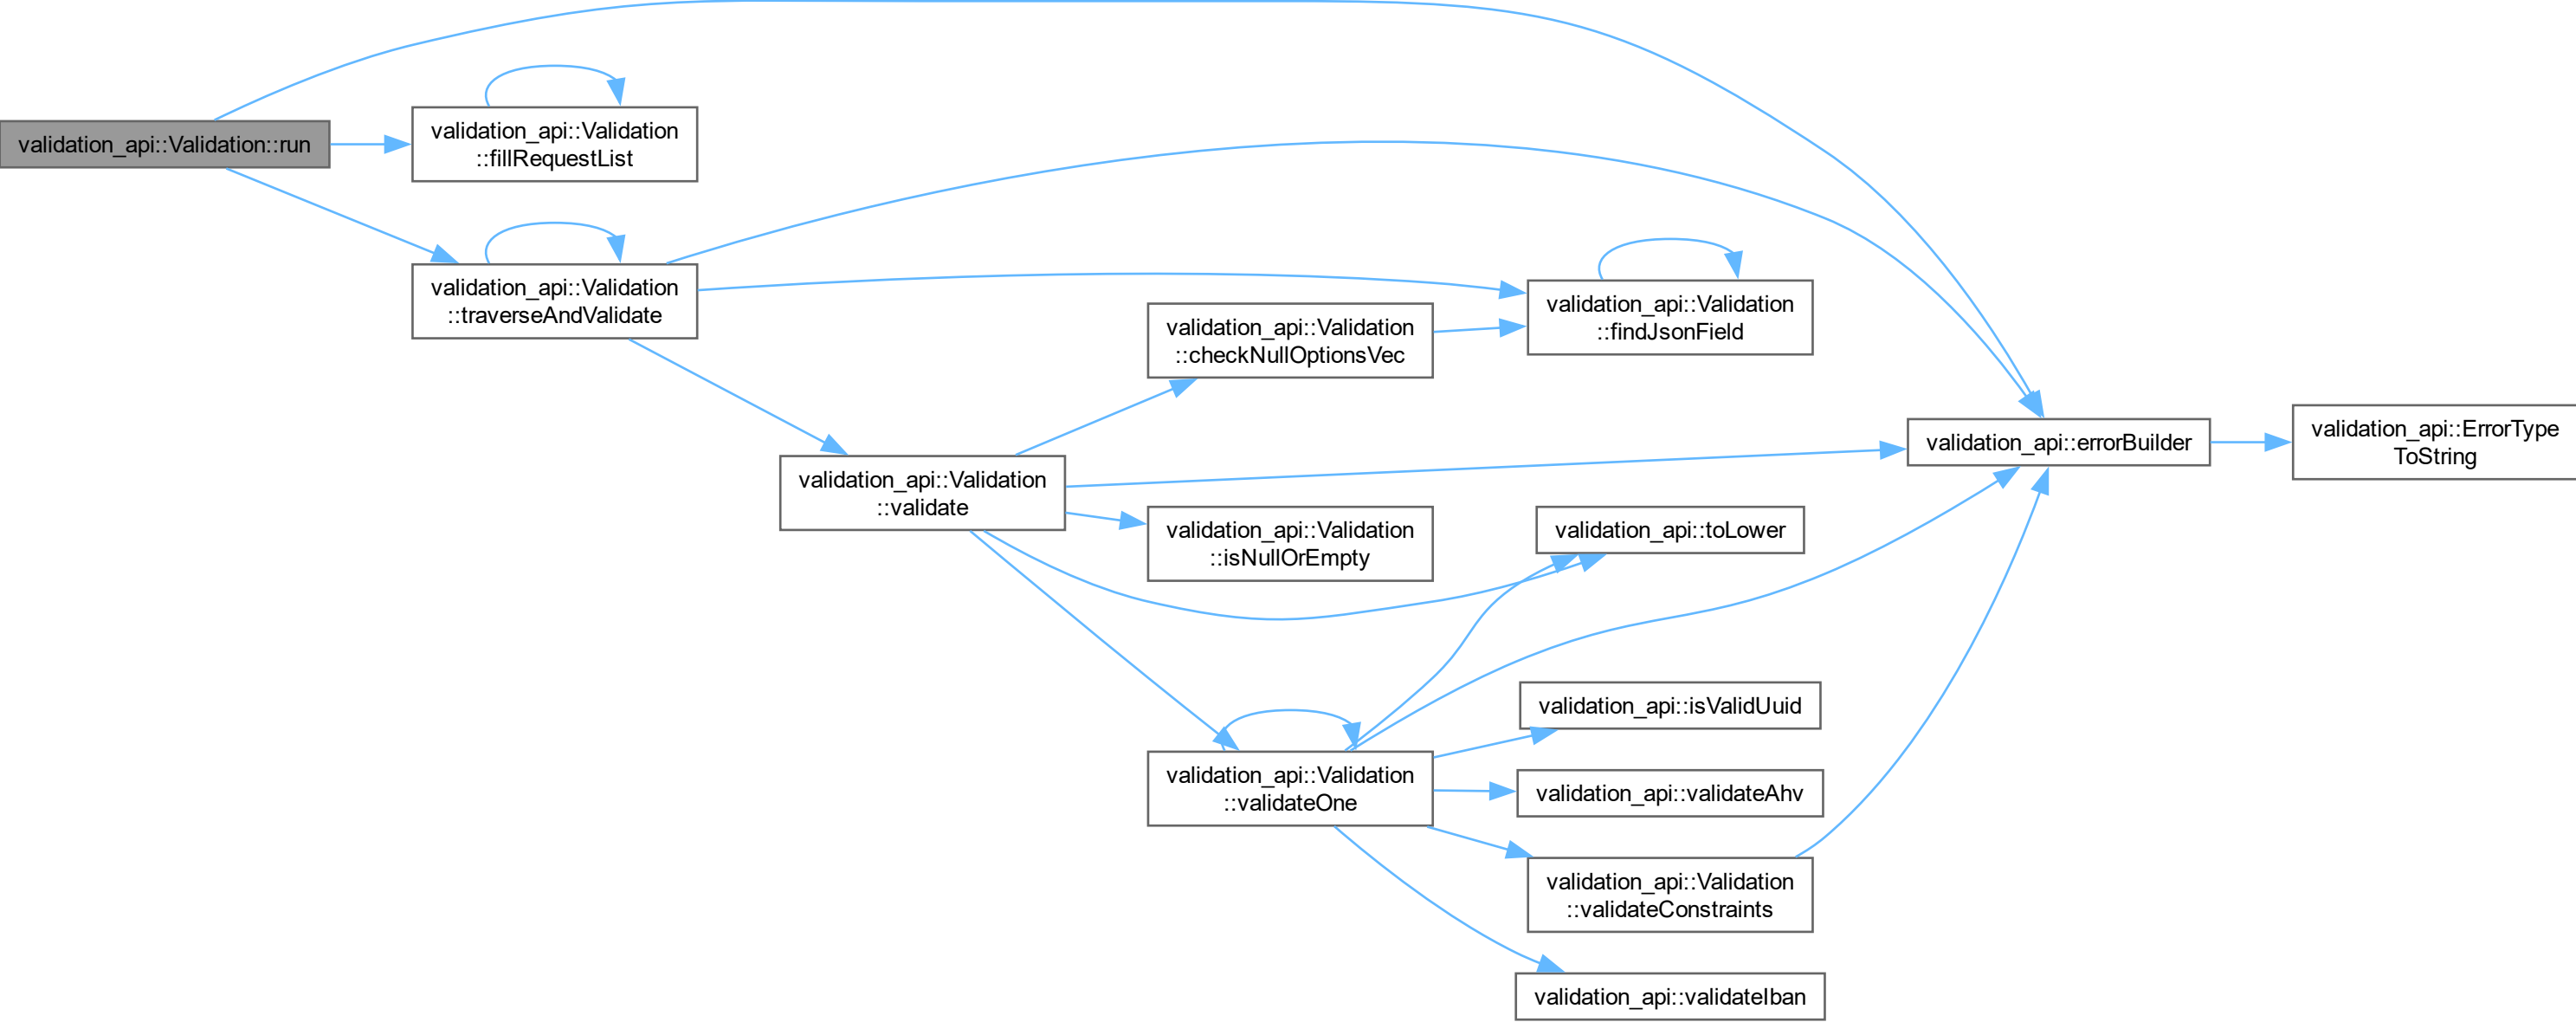 validation_api::Validation::run
validation_api::Validation
::fillRequestList
validation_api::Validation
::traverseAndValidate
validation_api::Validation
::validate
validation_api::Validation
::checkNullOptionsVec
validation_api::Validation
::findJsonField
validation_api::errorBuilder
validation_api::ErrorType
ToString
validation_api::Validation
::isNullOrEmpty
validation_api::toLower
validation_api::Validation
::validateOne
validation_api::isValidUuid
validation_api::validateAhv
validation_api::Validation
::validateConstraints
validation_api::validateIban